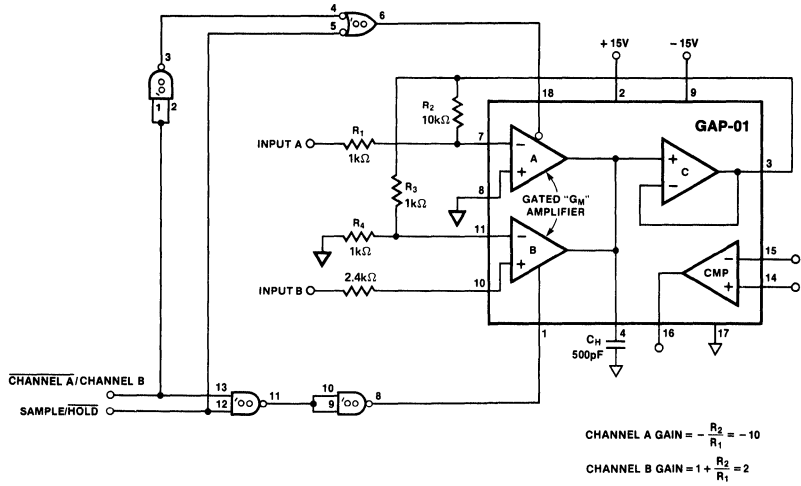 4
5
'00
6
3
'00
1 2
+ 15V
- 15V
18
2
9
GAP-01
R2
10kΩ
INPUT A
R1
1kΩ
7
-
A
+
8
+
C
-
3
R3
1kΩ
GATED "GM"
AMPLIFIER
R4
1kΩ
11
-
B
+
INPUT B
2.4kΩ
10
-
CMP
+
15
14
1
4
16
17
CH
500pF
CHANNEL A/CHANNEL B
SAMPLE/HOLD
13
12
'00
11
10
9
'00
8
CHANNEL A GAIN = - R2/R1 = -10
CHANNEL B GAIN = 1 + R2/R1 = 2